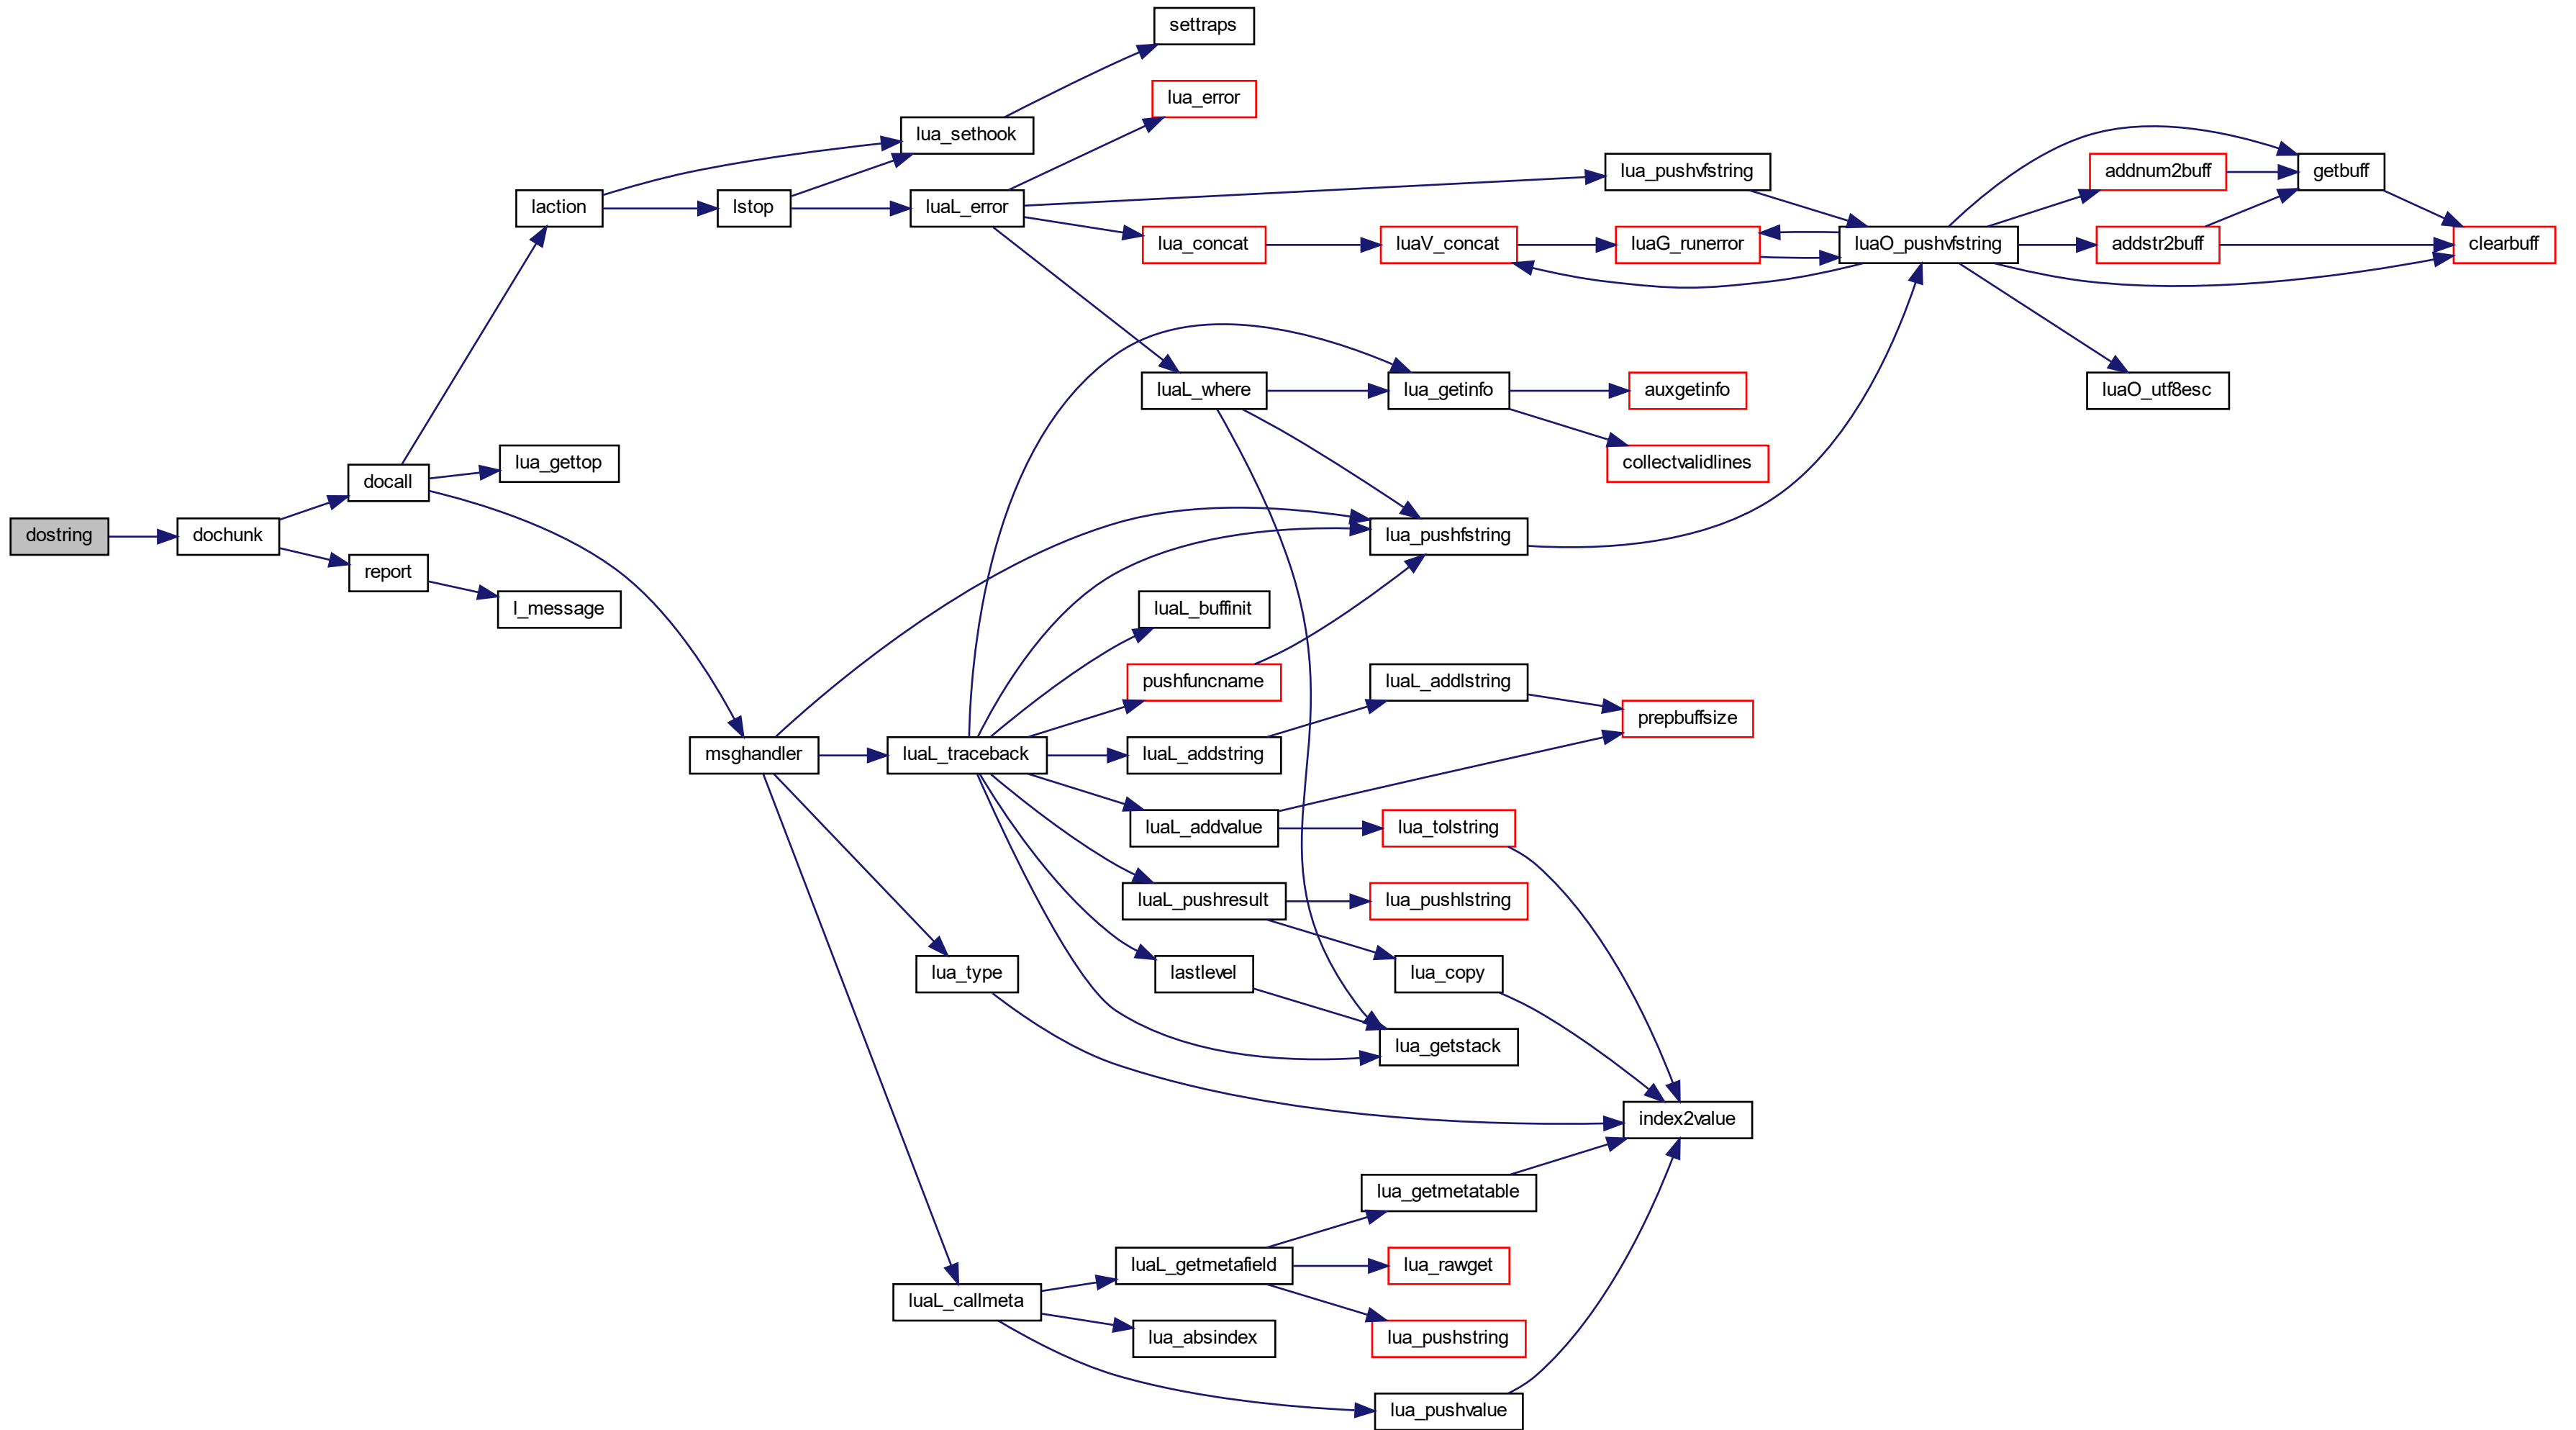 settraps
lua_error
lua_sethook
lua_pushvfstring
addnum2buff
getbuff
laction
lstop
luaL_error
lua_concat
luaV_concat
luaG_runerror
luaO_pushvfstring
addstr2buff
clearbuff
luaL_where
lua_getinfo
auxgetinfo
luaO_utf8esc
lua_gettop
collectvalidlines
docall
dostring
dochunk
lua_pushfstring
report
l_message
luaL_buffinit
pushfuncname
luaL_addlstring
prepbuffsize
msghandler
luaL_traceback
luaL_addstring
luaL_addvalue
lua_tolstring
luaL_pushresult
lua_pushlstring
lua_type
lastlevel
lua_copy
lua_getstack
index2value
lua_getmetatable
luaL_getmetafield
lua_rawget
luaL_callmeta
lua_absindex
lua_pushstring
lua_pushvalue